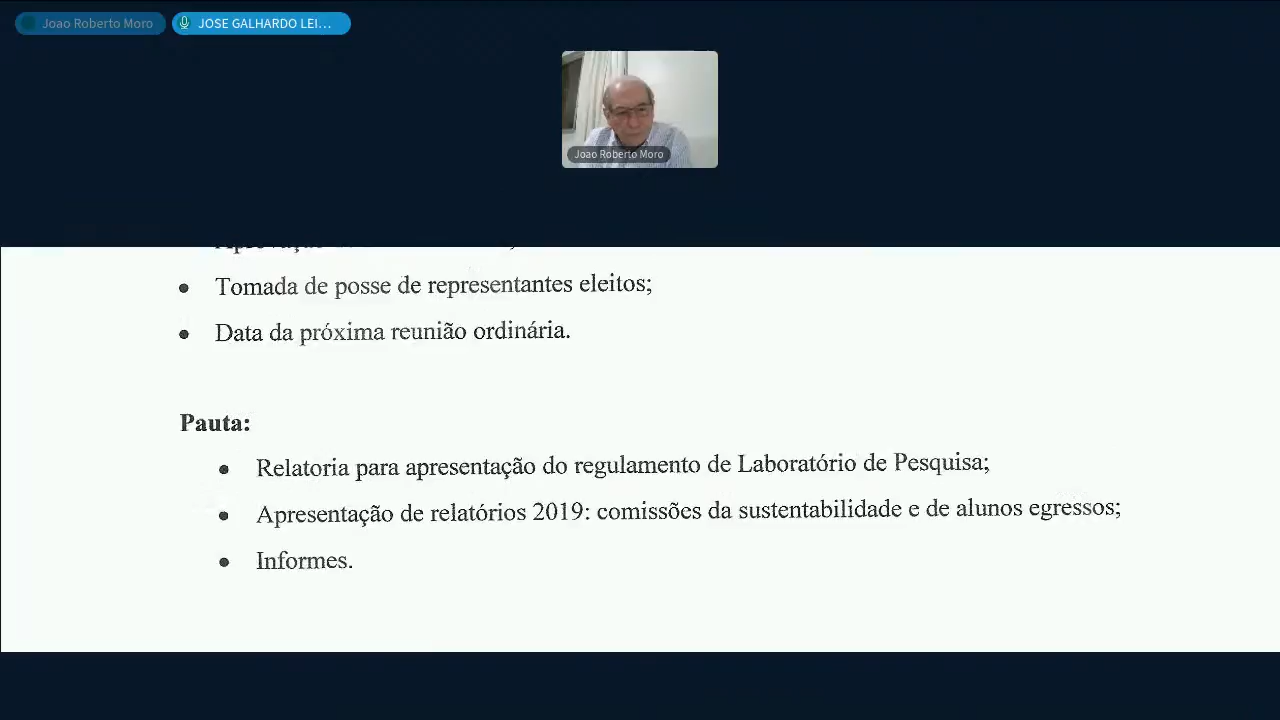 Joao Roberto Moro
JOSE GALHARDO LEI...
Joao Roberto Moro
Tomada de posse de representantes eleitos;
Data da próxima reunião ordinária.
Pauta:
Relatoria para apresentação do regulamento de Laboratório de Pesquisa;
Apresentação de relatórios 2019: comissões da sustentabilidade e de alunos egressos;
Informes.